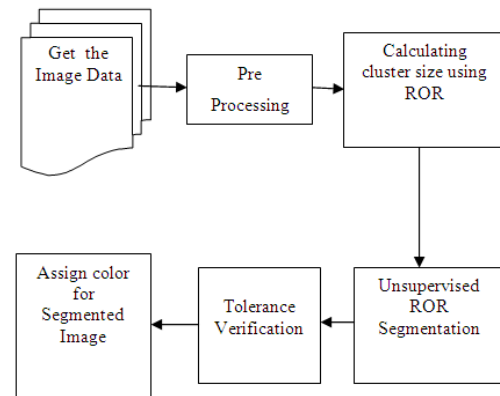 Get the
Image Data
Pre
Processing
Calculating
cluster size using
ROR
Unsupervised
ROR
Segmentation
Tolerance
Verification
Assign color
for
Segmented
Image